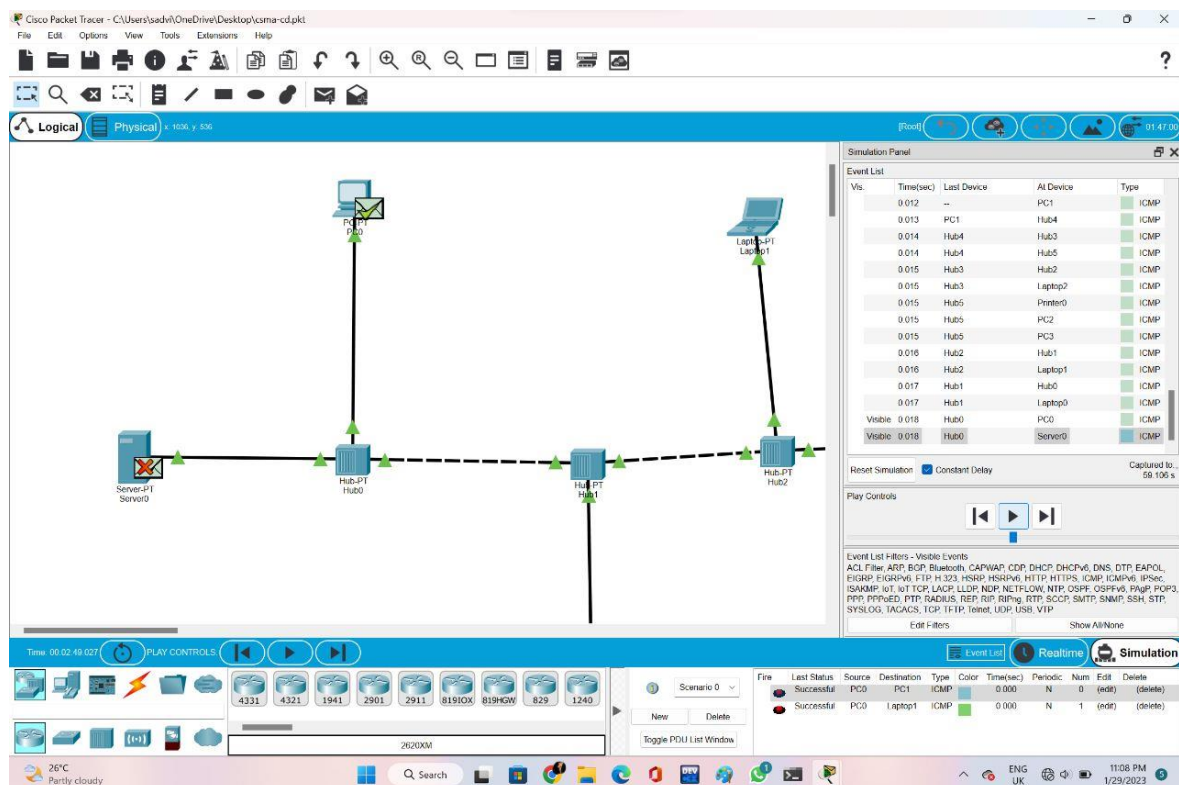 Cisco Packet Tracer - C:\Users\sadvi\OneDrive\Desktop\csma-cd.pkt
File Edit Options View Tools Extensions Help
?
Logical Physical x: 1036, y: 536 [Root] 01:47:00
Simulation Panel
Event List
Vis. Time(sec) Last Device At Device Type
0.012 -- PC1 ICMP
0.013 PC1 Hub4 ICMP
0.014 Hub4 Hub3 ICMP
0.014 Hub4 Hub5 ICMP
0.015 Hub3 Hub2 ICMP
0.015 Hub3 Laptop2 ICMP
0.015 Hub5 Printer0 ICMP
0.015 Hub5 PC2 ICMP
0.015 Hub5 PC3 ICMP
0.016 Hub2 Hub1 ICMP
0.016 Hub2 Laptop1 ICMP
0.017 Hub1 Hub0 ICMP
0.017 Hub1 Laptop0 ICMP
Visible 0.018 Hub0 PC0 ICMP
Visible 0.018 Hub0 Server0 ICMP
Reset Simulation Constant Delay Captured to:
59.106 s
Play Controls
Event List Filters - Visible Events
ACL Filter, ARP, BGP, Bluetooth, CAPWAP, CDP, DHCP, DHCPv6, DNS, DTP, EAPOL,
EIGRP, EIGRPv6, FTP, H.323, HSRP, HSRPv6, HTTP, HTTPS, ICMP, ICMPv6, IPSec,
ISAKMP, IoT, IoT TCP, LACP, LLDP, NDP, NETFLOW, NTP, OSPF, OSPFv6, PAgP, POP3,
PPP, PPPoED, PTP, RADIUS, REP, RIP, RIPng, RTP, SCCP, SMTP, SNMP, SSH, STP,
SYSLOG, TACACS, TCP, TFTP, Telnet, UDP, USB, VTP
Edit Filters Show All/None
PC-PT
PC0
Laptop-PT
Laptop1
Server-PT
Server0
Hub-PT
Hub0
Hub-PT
Hub1
Hub-PT
Hub2
Time: 00:02:49.027 PLAY CONTROLS: Event List Realtime Simulation
4331 4321 1941 2901 2911 819IOX 819HGW 829 1240
2620XM
Scenario 0
New Delete
Toggle PDU List Window
Fire Last Status Source Destination Type Color Time(sec) Periodic Num Edit Delete
Successful PC0 PC1 ICMP 0.000 N 0 (edit) (delete)
Successful PC0 Laptop1 ICMP 0.000 N 1 (edit) (delete)
26°C
Partly cloudy
Search
DEV
1
ENG
UK
11:08 PM
1/29/2023
5